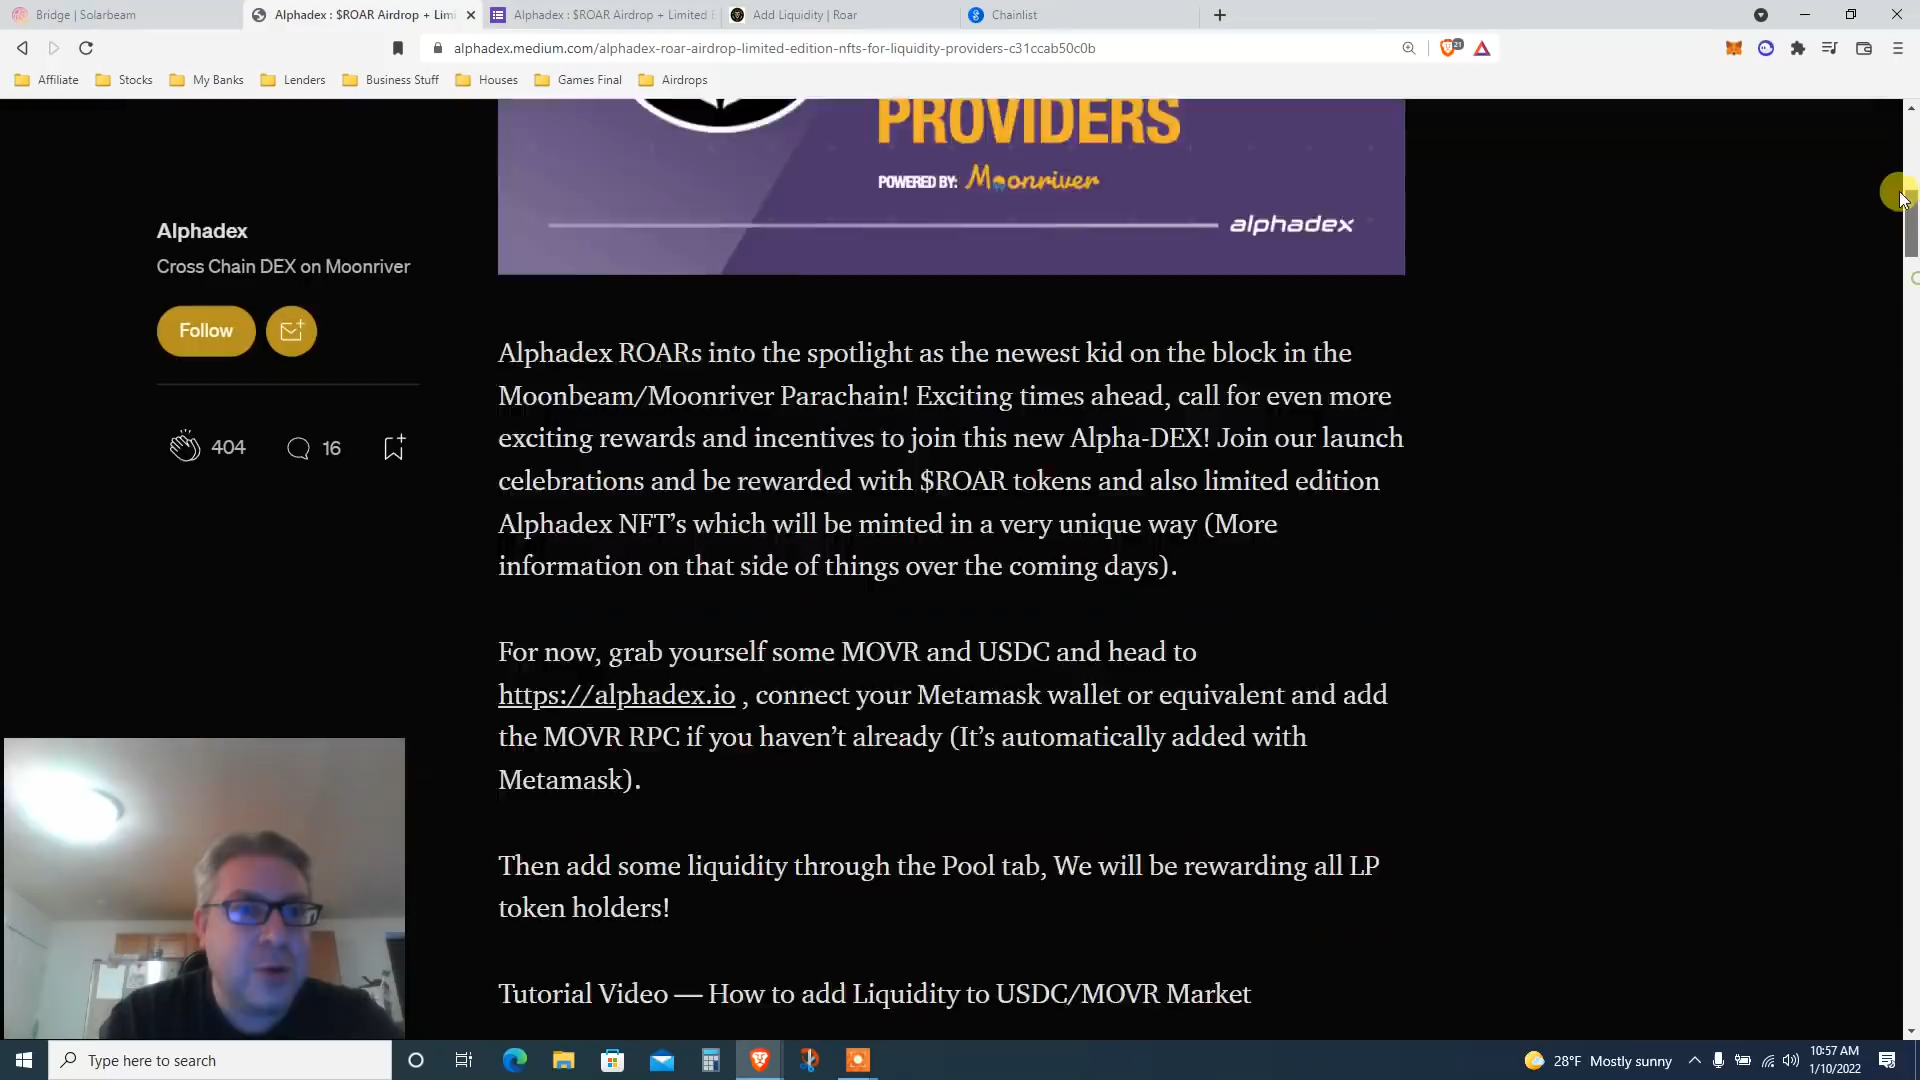 Bridge | Solarbeam
Alphadex : $ROAR Airdrop + Limi
Alphadex : $ROAR Airdrop + Limited E
Add Liquidity | Roar
Chainlist
alphadex.medium.com/alphadex-roar-airdrop-limited-edition-nfts-for-liquidity-providers-c31ccab50c0b
21
Affiliate
Stocks
My Banks
Lenders
Business Stuff
Houses
Games Final
Airdrops
PROVIDERS
POWERED BY: Moonriver
alphadex
Alphadex
Cross Chain DEX on Moonriver
Follow
404
16
Alphadex ROARs into the spotlight as the newest kid on the block in the
Moonbeam/Moonriver Parachain! Exciting times ahead, call for even more
exciting rewards and incentives to join this new Alpha-DEX! Join our launch
celebrations and be rewarded with $ROAR tokens and also limited edition
Alphadex NFT’s which will be minted in a very unique way (More
information on that side of things over the coming days).
For now, grab yourself some MOVR and USDC and head to
https://alphadex.io , connect your Metamask wallet or equivalent and add
the MOVR RPC if you haven’t already (It’s automatically added with
Metamask).
Then add some liquidity through the Pool tab, We will be rewarding all LP
token holders!
Tutorial Video — How to add Liquidity to USDC/MOVR Market
Type here to search
28°F Mostly sunny
10:57 AM
1/10/2022